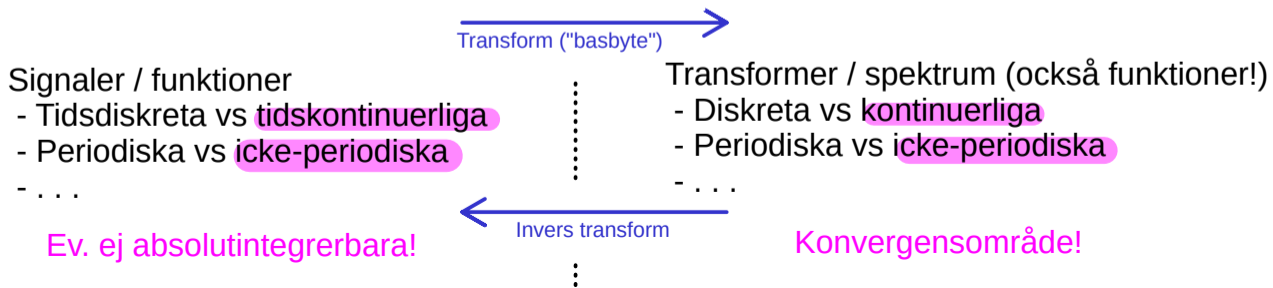 Transform ("basbyte")
Signaler / funktioner
- Tidsdiskreta vs tidskontinuerliga
- Periodiska vs icke-periodiska
- . . .
Ev. ej absolutintegrerbara!
Transformer / spektrum (också funktioner!)
- Diskreta vs kontinuerliga
- Periodiska vs icke-periodiska
- . . .
Invers transform
Konvergensområde!